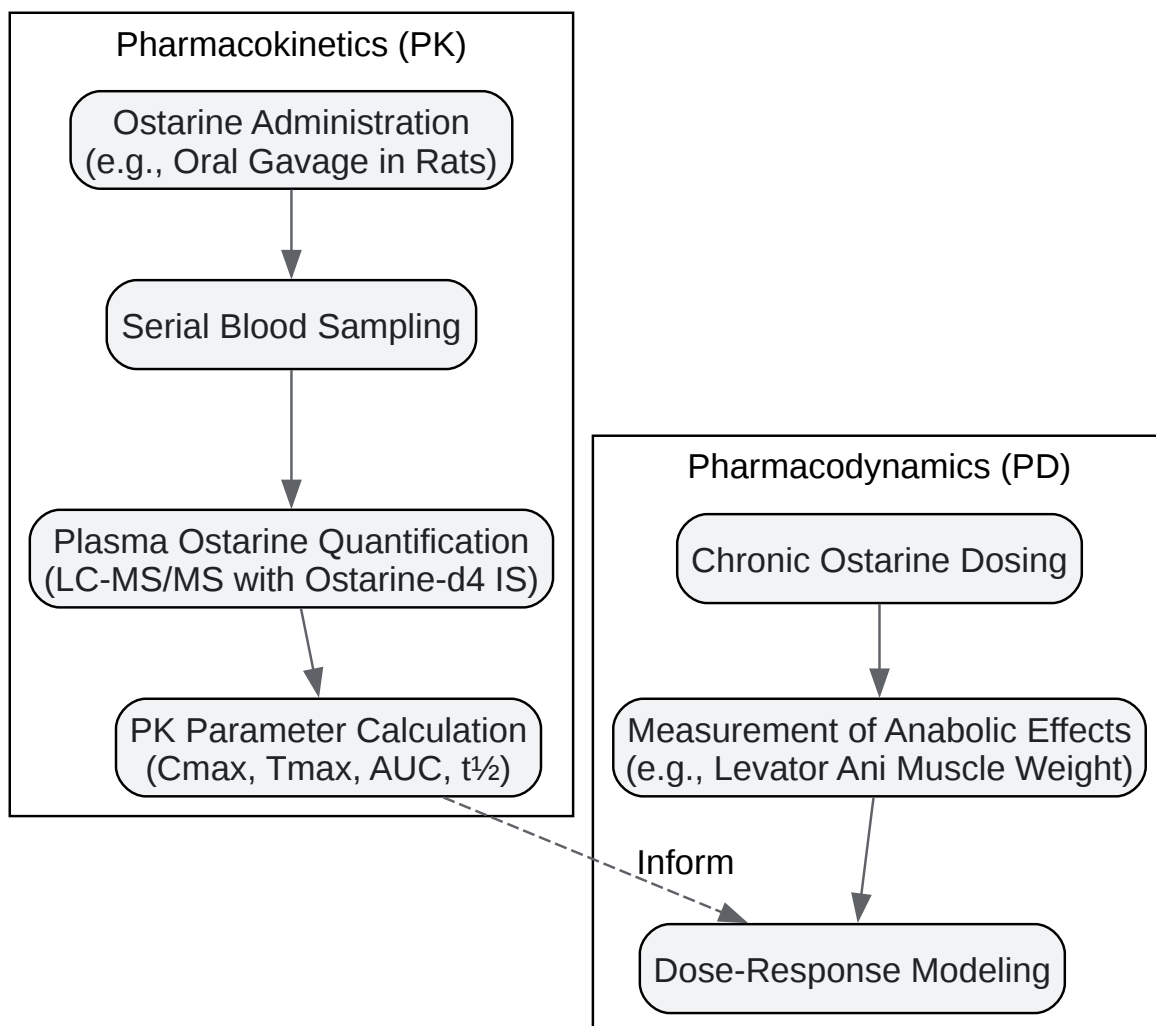 Pharmacokinetics (PK)
Ostarine Administration
(e.g., Oral Gavage in Rats)
Serial Blood Sampling
Plasma Ostarine Quantification
(LC-MS/MS with Ostarine-d4 IS)
PK Parameter Calculation
(Cmax, Tmax, AUC, t½)
Pharmacodynamics (PD)
Chronic Ostarine Dosing
Measurement of Anabolic Effects
(e.g., Levator Ani Muscle Weight)
Inform
Dose-Response Modeling